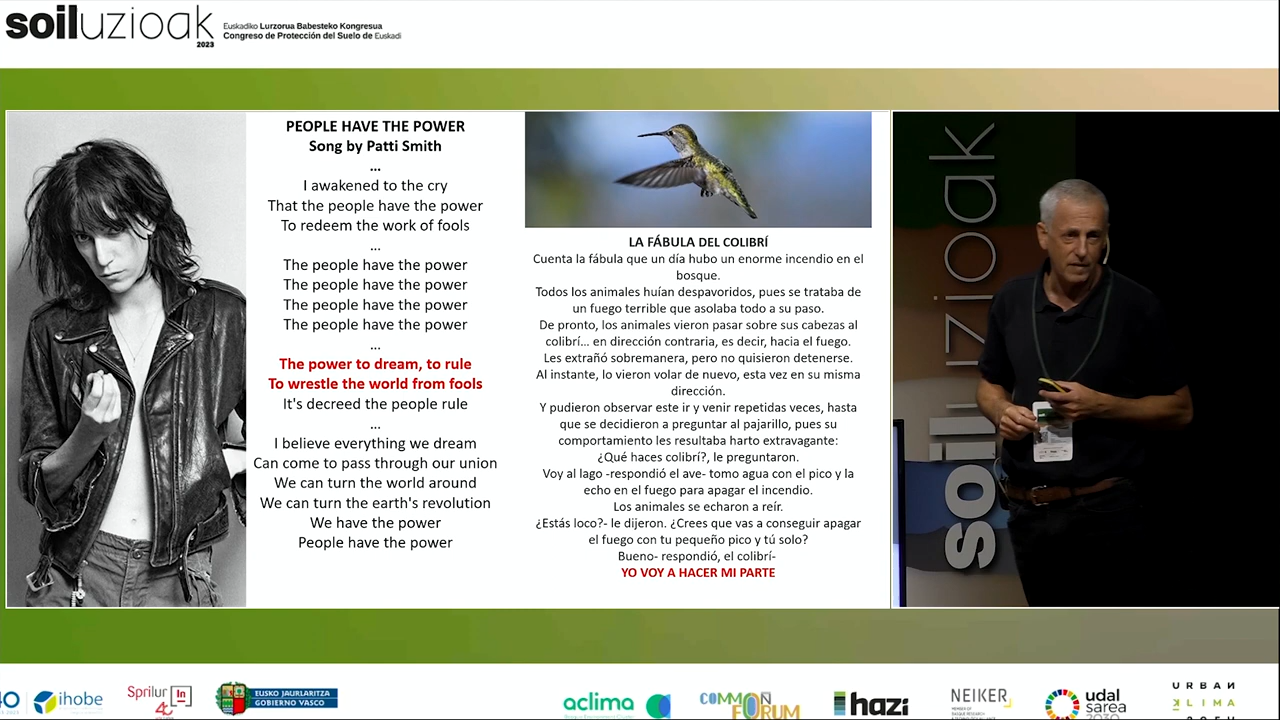 soiluzioak
2023
Euskadiko Lurzorua Babesteko Kongresua
Congreso de Protección del Suelo de Euskadi
PEOPLE HAVE THE POWER
Song by Patti Smith
...
I awakened to the cry
That the people have the power
To redeem the work of fools
...
The people have the power
The people have the power
The people have the power
The people have the power
...
The power to dream, to rule
To wrestle the world from fools
It's decreed the people rule
...
I believe everything we dream
Can come to pass through our union
We can turn the world around
We can turn the earth's revolution
We have the power
People have the power
LA FÁBULA DEL COLIBRÍ
Cuenta la fábula que un día hubo un enorme incendio en el
bosque.
Todos los animales huían despavoridos, pues se trataba de
un fuego terrible que asolaba todo a su paso.
De pronto, los animales vieron pasar sobre sus cabezas al
colibrí... en dirección contraria, es decir, hacia el fuego.
Les extrañó sobremanera, pero no quisieron detenerse.
Al instante, lo vieron volar de nuevo, esta vez en su misma
dirección.
Y pudieron observar este ir y venir repetidas veces, hasta
que se decidieron a preguntar al pajarillo, pues su
comportamiento les resultaba harto extravagante:
¿Qué haces colibrí?, le preguntaron.
Voy al lago -respondió el ave- tomo agua con el pico y la
echo en el fuego para apagar el incendio.
Los animales se echaron a reír.
¿Estás loco?- le dijeron. ¿Crees que vas a conseguir apagar
el fuego con tu pequeño pico y tú solo?
Bueno- respondió, el colibrí-
YO VOY A HACER MI PARTE
soiluzioak
ihobe
Sprilur
In
EUSKO JAURLARITZA
GOBIERNO VASCO
aclima
COMMON
FORUM
hazi
NEIKER
udal
sarea
2030
URBAN
KLIMA